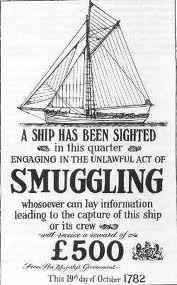 A SHIP HAS BEEN SIGHTED
in this quarter
ENGAGING IN THE UNLAWFUL ACT OF
SMUGGLING
whosoever can lay information
leading to the capture of this ship
or its crew
will receive a reward of
£500
From His Majesty's Government
This 19th day of October 1782